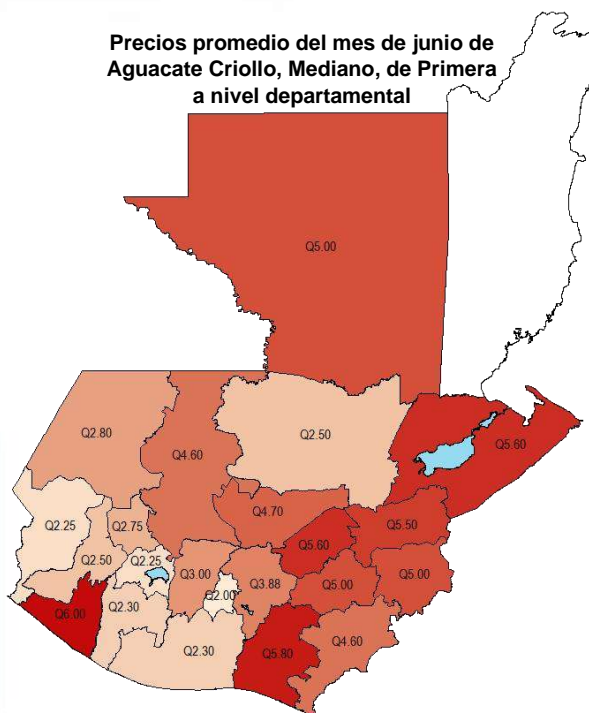 Precios promedio del mes de junio de
Aguacate Criollo, Mediano, de Primera
a nivel departamental
Q5.00
Q2.80
Q4.60
Q2.50
Q5.60
Q4.70
Q5.50
Q2.25
Q2.75
Q5.60
Q2.50
Q2.25
Q3.00
Q3.88
Q5.00
Q5.00
Q2.00
Q6.00
Q2.30
Q4.60
Q2.30
Q5.80